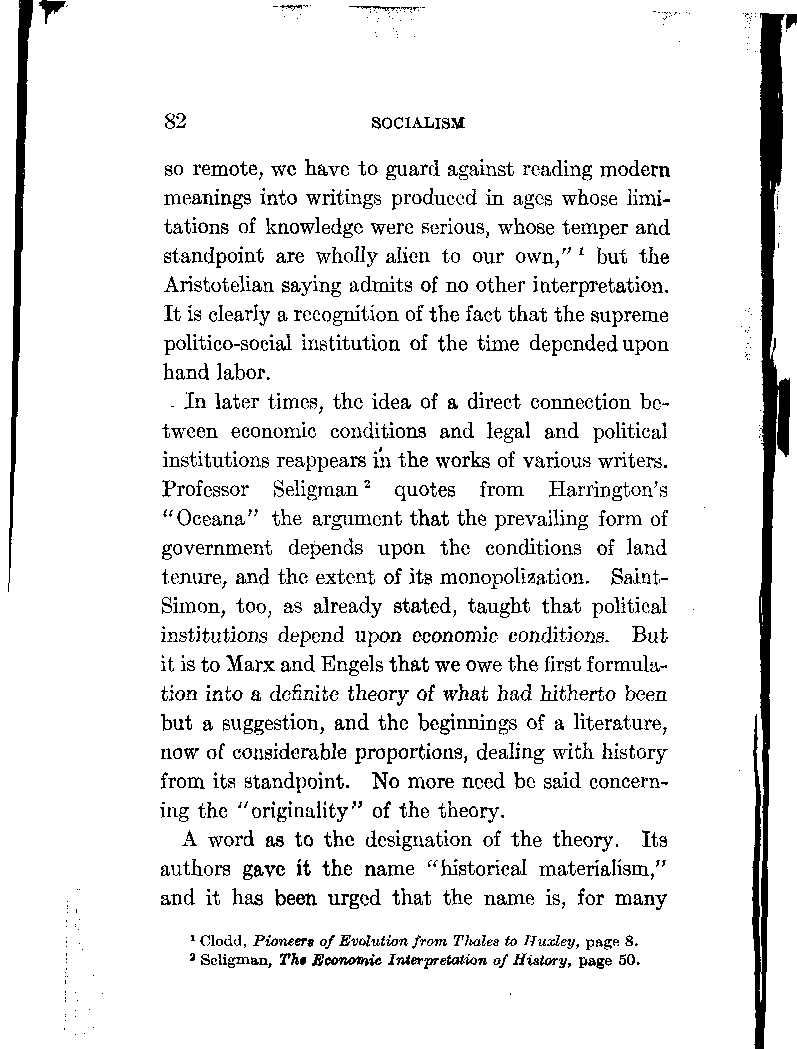 82 SOCIALISM
so remote, we have to guard against reading modern
meanings into writings produced in ages whose limi-
tations of knowledge were serious, whose temper and
standpoint are wholly alien to our own," 1 but the
Aristotelian saying admits of no other interpretation.
It is clearly a recognition of the fact that the supreme
politico-social institution of the time depended upon
hand labor.
In later times, the idea of a direct connection be-
tween economic conditions and legal and political
institutions reappears in the works of various writers.
Professor Seligman 2 quotes from Harrington's
"Oceana" the argument that the prevailing form of
government depends upon the conditions of land
tenure, and the extent of its monopolization. Saint-
Simon, too, as already stated, taught that political
institutions depend upon economic conditions. But
it is to Marx and Engels that we owe the first formula-
tion into a definite theory of what had hitherto been
but a suggestion, and the beginnings of a literature,
now of considerable proportions, dealing with history
from its standpoint. No more need be said concern-
ing the "originality" of the theory.
A word as to the designation of the theory. Its
authors gave it the name "historical materialism,"
and it has been urged that the name is, for many
1 Clodd, Pioneers of Evolution from Thales to Huxley, page 8.
2 Seligman, The Economic Interpretation of History, page 50.